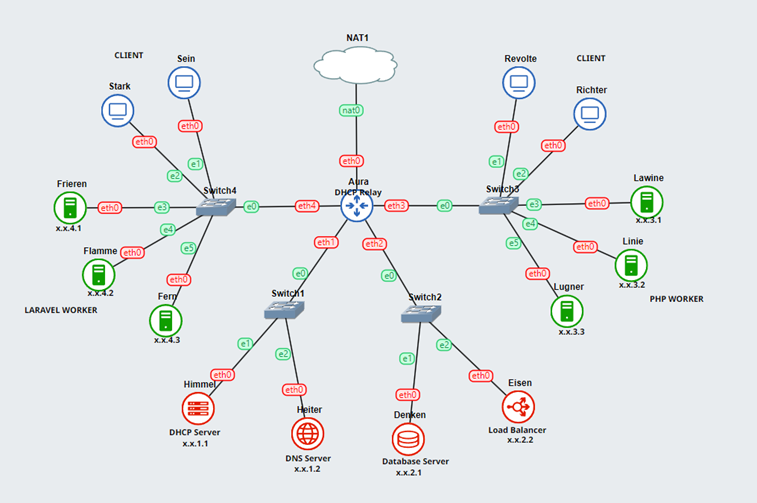 NAT1
CLIENT
Sein
Revolte
CLIENT
Stark
Richter
nat0
eth0
eth0
eth0
eth0
eth0
e1
e2
e1
e2
eth0
Frieren
Aura
DHCP Relay
Switch4
Switch3
Lawine
eth0
e3
e0
eth4
eth3
e0
e3
eth0
x.x.4.1
x.x.3.1
e4
e4
eth1
eth2
e5
e5
Flamme
eth0
eth0
Linie
x.x.4.2
x.x.3.2
e0
e0
eth0
eth0
Fern
Switch1
Switch2
Lugner
PHP WORKER
LARAVEL WORKER
x.x.4.3
x.x.3.3
e1
e2
e1
e2
eth0
eth0
eth0
eth0
Himmel
Heiter
Denken
Eisen
DHCP Server
x.x.1.1
DNS Server
x.x.1.2
Database Server
x.x.2.1
Load Balancer
x.x.2.2